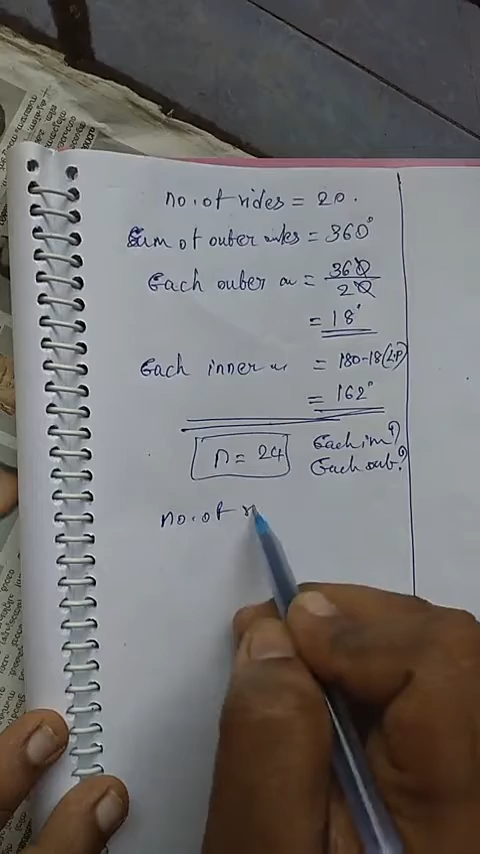 no. of sides = 20.
Sum of outer angles = 360°
Each outer = 360/20
= 18°
Each inner = 180-18 (L.P)
= 162°
n = 24
Each in?
Each out?
no. of